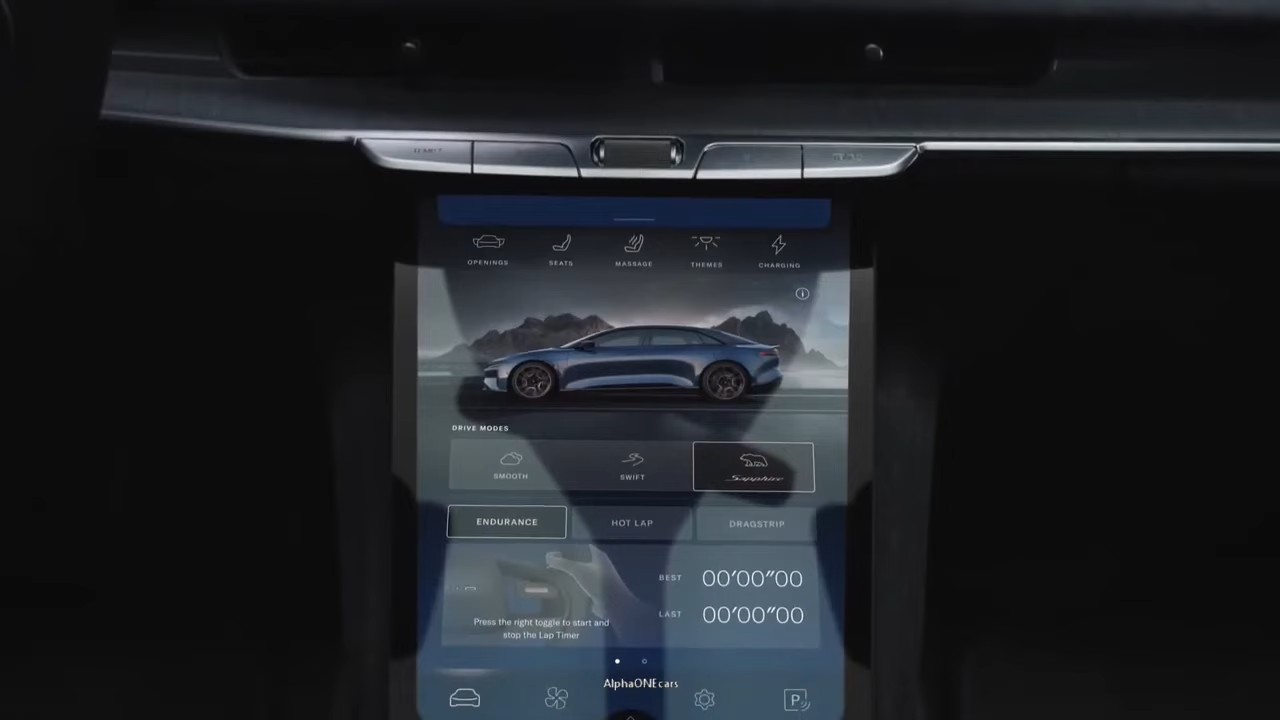 OPENINGS SEATS MASSAGE THEMES CHARGING
DRIVE MODES
SMOOTH SWIFT Sapphire
ENDURANCE HOT LAP DRAGSTRIP
BEST 00'00"00
LAST 00'00"00
Press the right toggle to start and
stop the Lap Timer
AlphaONEcars
P